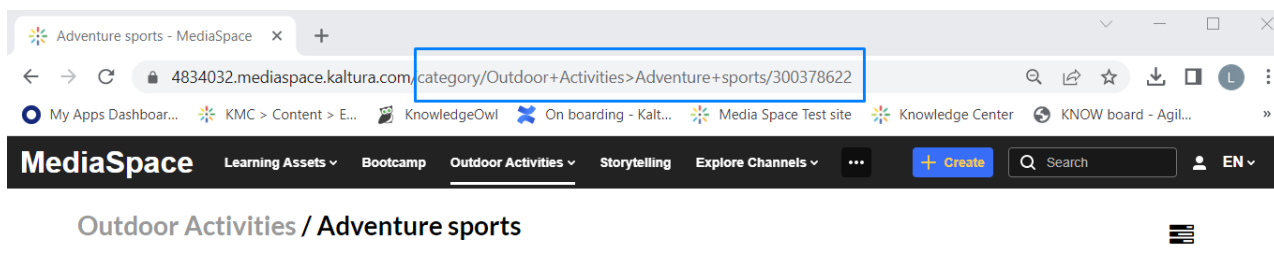 Adventure sports - MediaSpace
4834032.mediaspace.kaltura.com/category/Outdoor+Activities>Adventure+sports/300378622 L
My Apps Dashboar... KMC > Content > E... KnowledgeOwl On boarding - Kalt... Media Space Test site Knowledge Center KNOW board - Agil... »
MediaSpace Learning Assets Bootcamp Outdoor Activities Storytelling Explore Channels ••• + Create Search EN
Outdoor Activities / Adventure sports